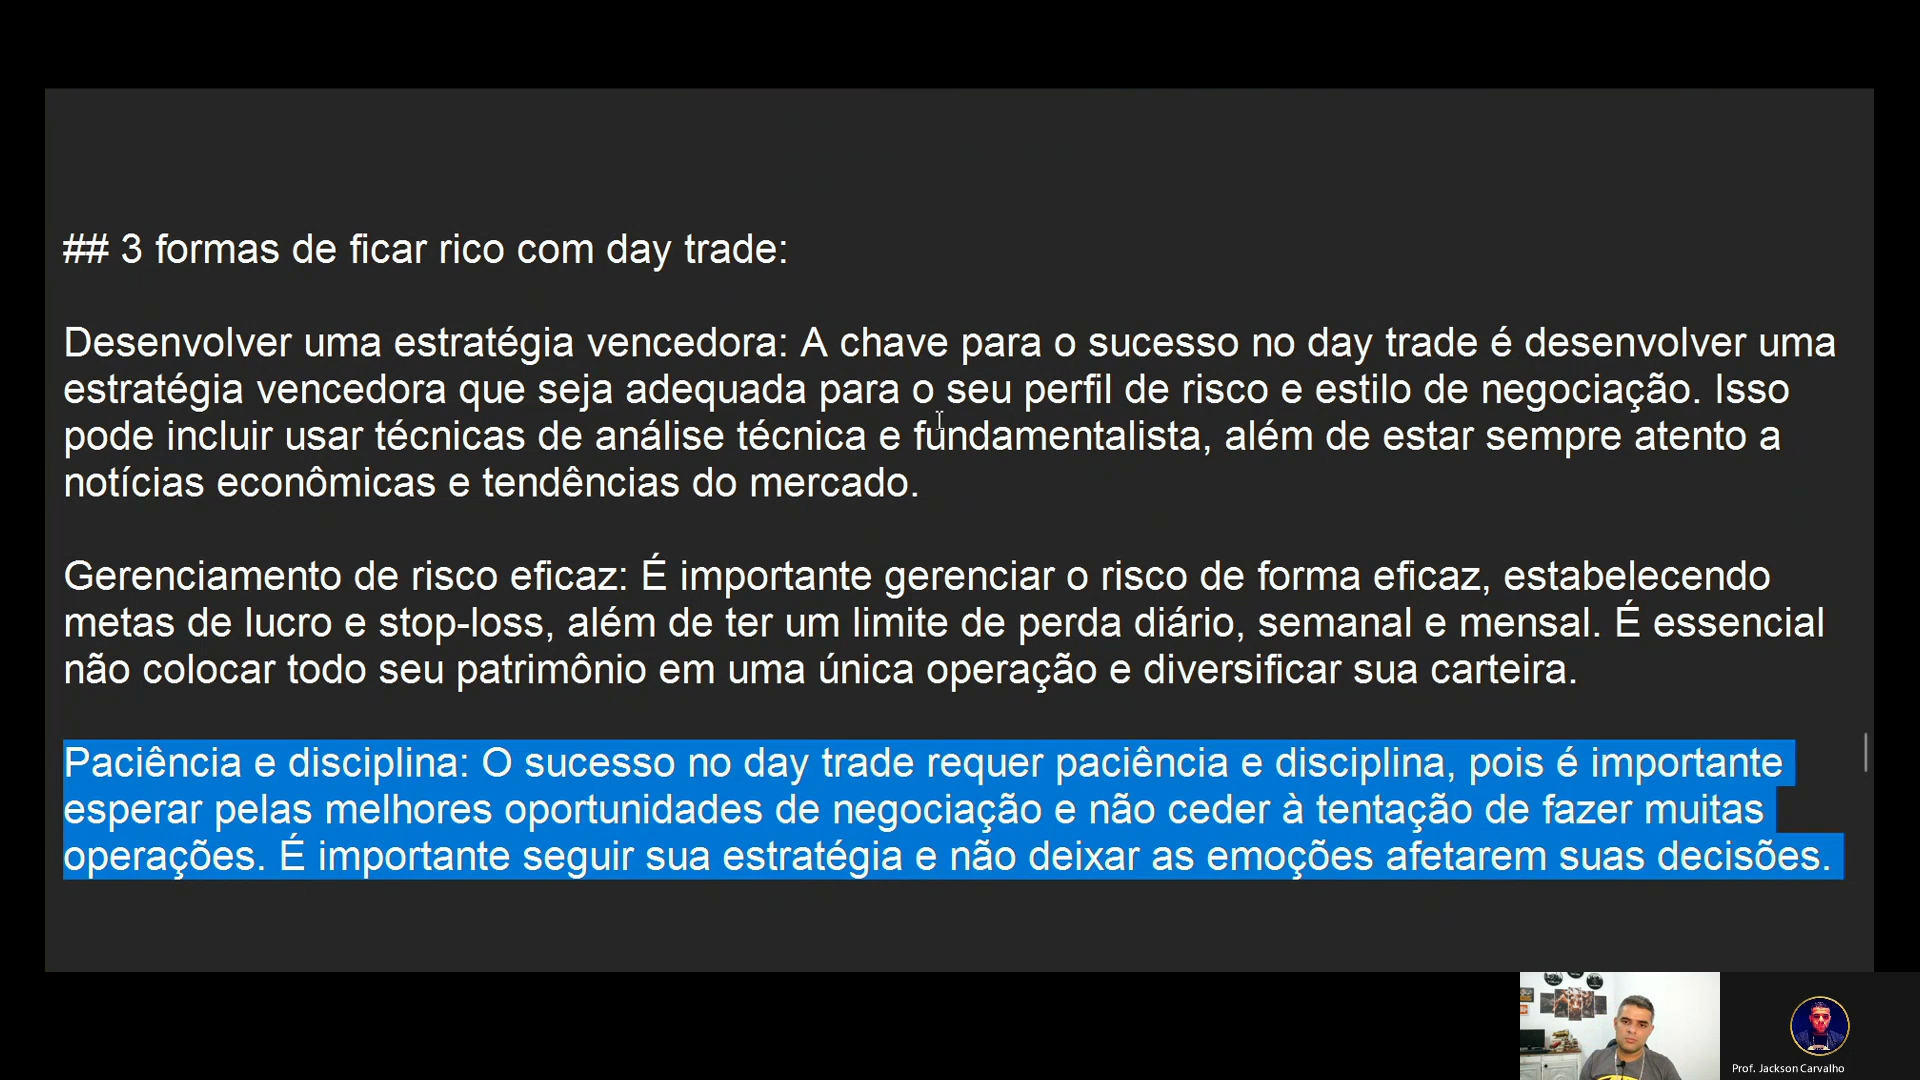 ## 3 formas de ficar rico com day trade:
Desenvolver uma estratégia vencedora: A chave para o sucesso no day trade é desenvolver uma
estratégia vencedora que seja adequada para o seu perfil de risco e estilo de negociação. Isso
pode incluir usar técnicas de análise técnica e fundamentalista, além de estar sempre atento a
notícias econômicas e tendências do mercado.
Gerenciamento de risco eficaz: É importante gerenciar o risco de forma eficaz, estabelecendo
metas de lucro e stop-loss, além de ter um limite de perda diário, semanal e mensal. É essencial
não colocar todo seu patrimônio em uma única operação e diversificar sua carteira.
Paciência e disciplina: O sucesso no day trade requer paciência e disciplina, pois é importante
esperar pelas melhores oportunidades de negociação e não ceder à tentação de fazer muitas
operações. É importante seguir sua estratégia e não deixar as emoções afetarem suas decisões.
Prof. Jackson Carvalho